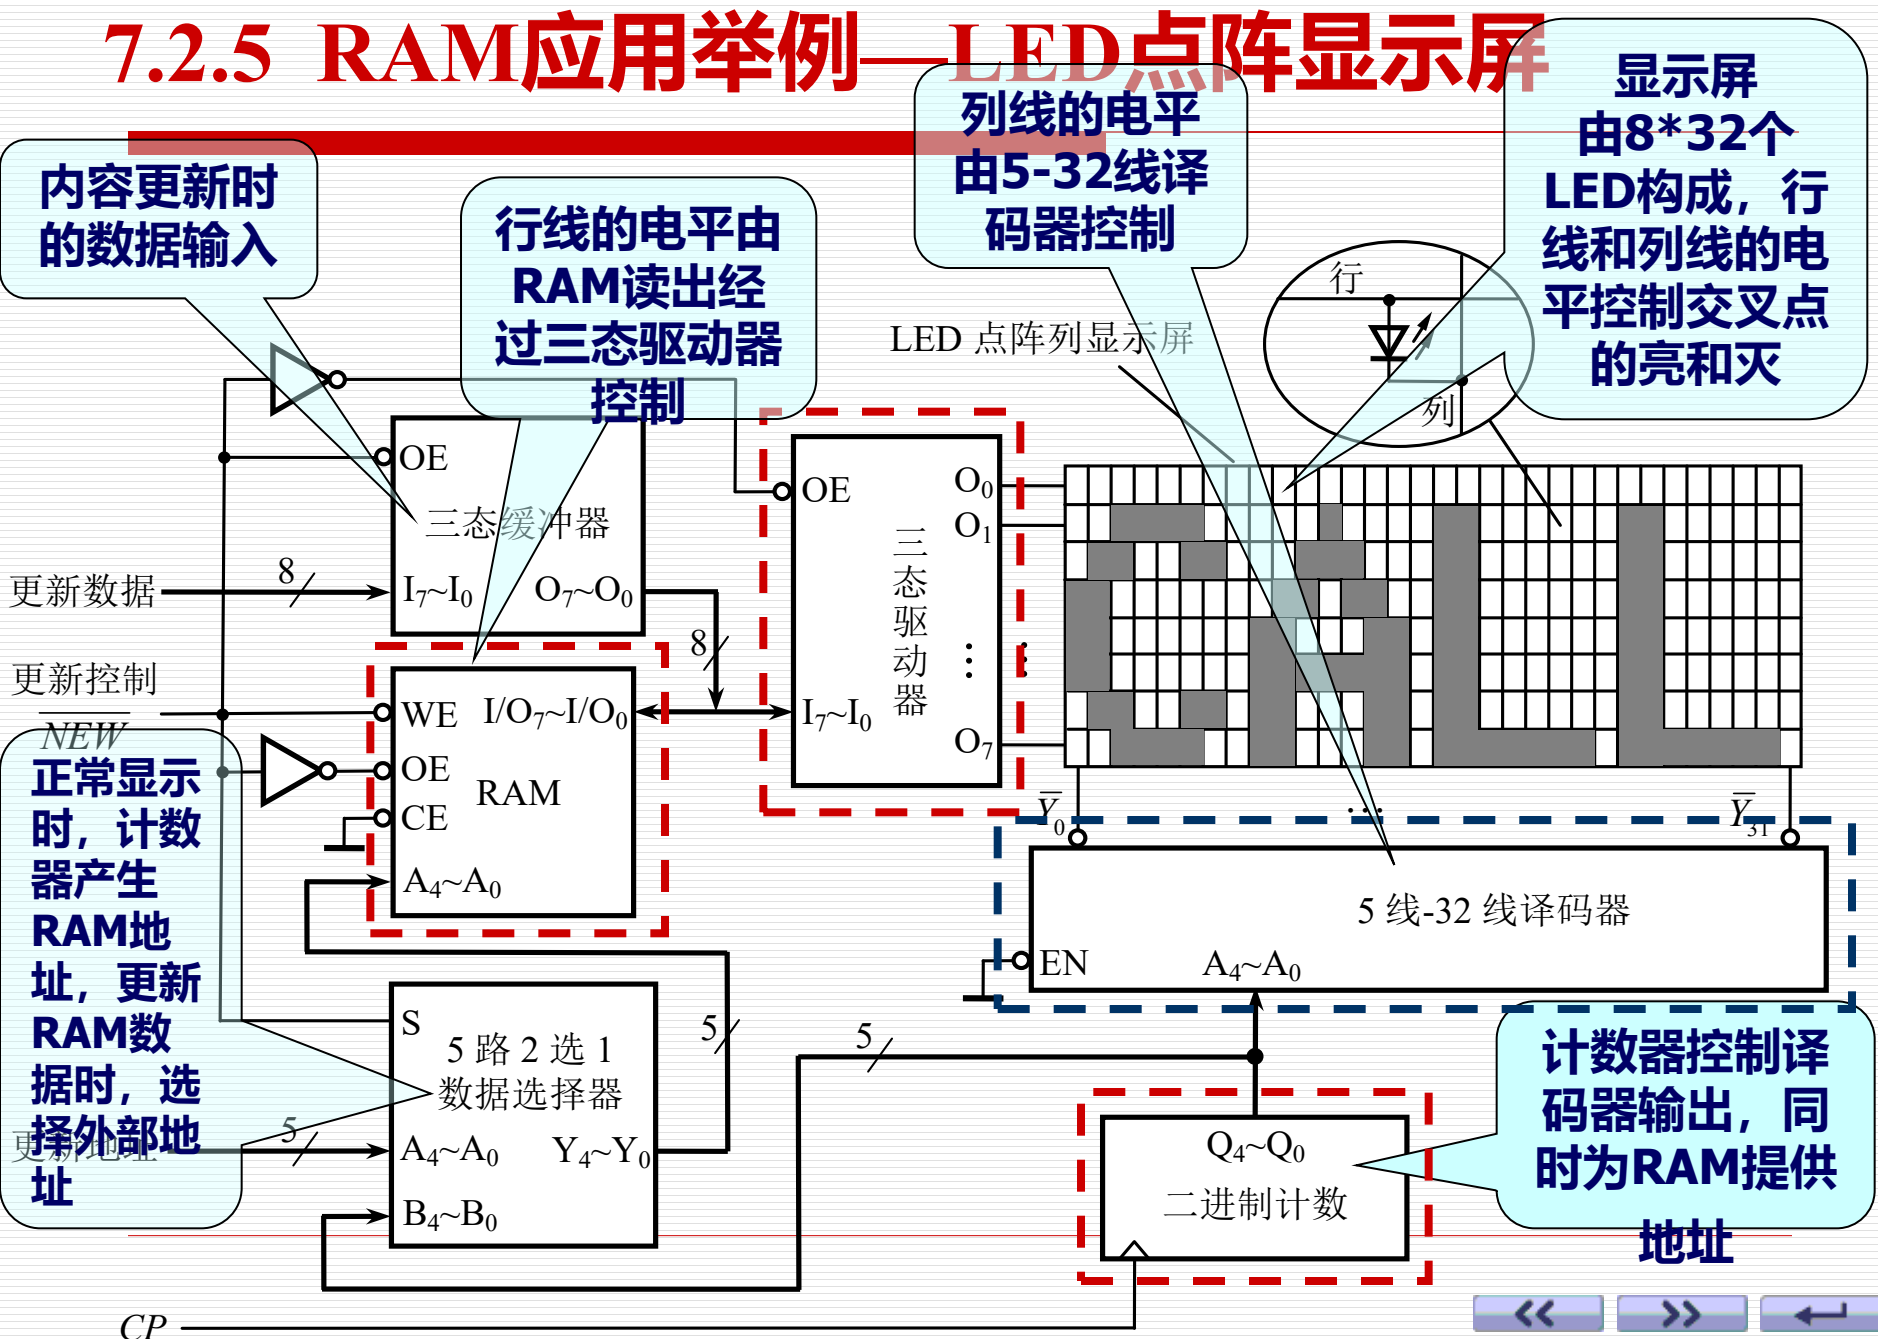 7.2.5 RAM应用举例—LED点阵显示屏
显示屏
由8*32个
LED构成，行
线和列线的电
平控制交叉点
的亮和灭
列线的电平
由5-32线译
码器控制
内容更新时
的数据输入
行线的电平由
RAM读出经
过三态驱动器
控制
行
列
LED 点阵列显示屏
OE
三态缓冲器
I7~I0
O7~O0
更新数据
8
8
OE
O0
O1
三态驱动器
⋮
⋮
I7~I0
O7
更新控制
NEW
WE
I/O7~I/O0
OE
RAM
CE
A4~A0
正常显示
时，计数
器产生
RAM地
址，更新
RAM数
据时，选
择外部地
址
Y̅0
…
Y̅31
5 线-32 线译码器
EN
A4~A0
S
5 路 2 选 1
数据选择器
5
5
更新地址
5
A4~A0
Y4~Y0
B4~B0
Q4~Q0
二进制计数
计数器控制译
码器输出，同
时为RAM提供
地址
CP